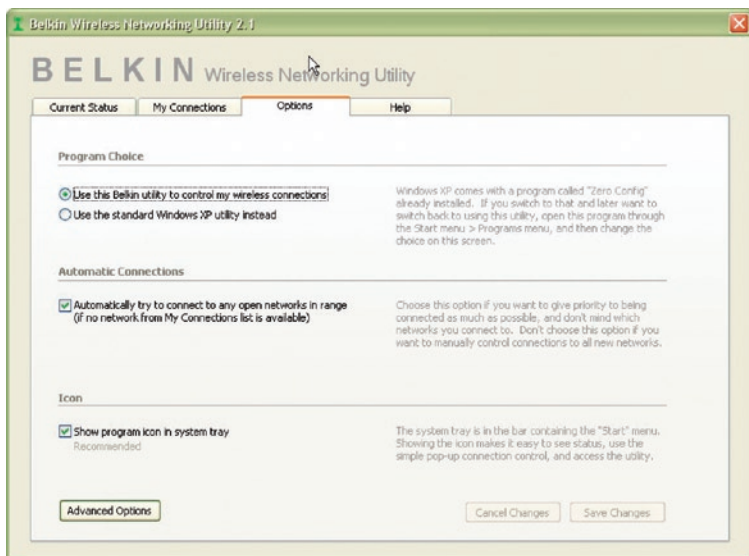 Belkin Wireless Networking Utility 2.1
BELKIN Wireless Networking Utility
Current Status
My Connections
Options
Help
Program Choice
Use this Belkin utility to control my wireless connections
Use the standard Windows XP utility instead
Windows XP comes with a program called "Zero Config"
already installed. If you switch to that and later want to
switch back to using this utility, open this program through
the Start menu > Programs menu, and then change the
choice on this screen.
Automatic Connections
Automatically try to connect to any open networks in range
(if no network from My Connections list is available)
Choose this option if you want to give priority to being
connected as much as possible, and don't mind which
networks you connect to. Don't choose this option if you
want to manually control connections to all new networks.
Icon
Show program icon in system tray
Recommended
The system tray is in the bar containing the "Start" menu.
Showing the icon makes it easy to see status, use the
simple pop-up connection control, and access the utility.
Advanced Options
Cancel Changes
Save Changes